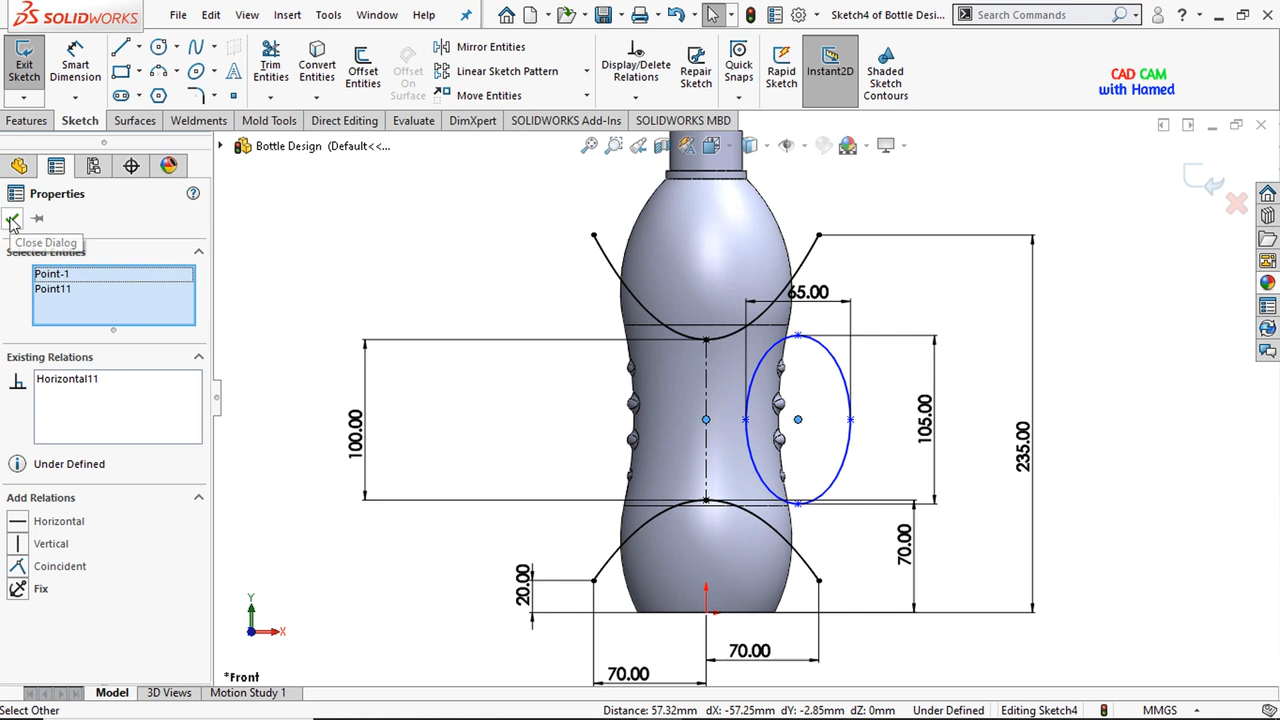 SOLIDWORKS
File Edit View Insert Tools Window Help
Sketch4 of Bottle Desi...
Search Commands
Exit Sketch
Smart Dimension
Trim Entities
Convert Entities
Offset Entities
Offset On Surface
Mirror Entities
Linear Sketch Pattern
Move Entities
Display/Delete Relations
Repair Sketch
Quick Snaps
Rapid Sketch
Instant2D
Shaded Sketch Contours
CAD CAM
with Hamed
Features Sketch Surfaces Weldments Mold Tools Direct Editing Evaluate DimXpert SOLIDWORKS Add-Ins SOLIDWORKS MBD
Bottle Design (Default<<...
Properties
Close Dialog
Selected Entities
Point-1
Point11
Existing Relations
Horizontal11
Under Defined
Add Relations
Horizontal
Vertical
Coincident
Fix
65.00
100.00
105.00
235.00
70.00
20.00
70.00
70.00
Y
X
*Front
Model 3D Views Motion Study 1
Select Other
Distance: 57.32mm dX: -57.25mm dY: -2.85mm dZ: 0mm Under Defined Editing Sketch4 MMGS